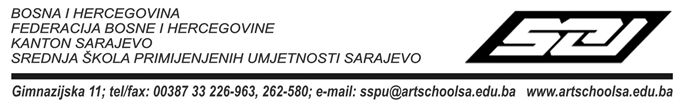 BOSNA I HERCEGOVINA
FEDERACIJA BOSNE I HERCEGOVINE
KANTON SARAJEVO
SREDNJA ŠKOLA PRIMIJENJENIH UMJETNOSTI SARAJEVO
Gimnazijska 11; tel/fax: 00387 33 226-963, 262-580; e-mail: sspu@artschoolsa.edu.ba www.artschoolsa.edu.ba